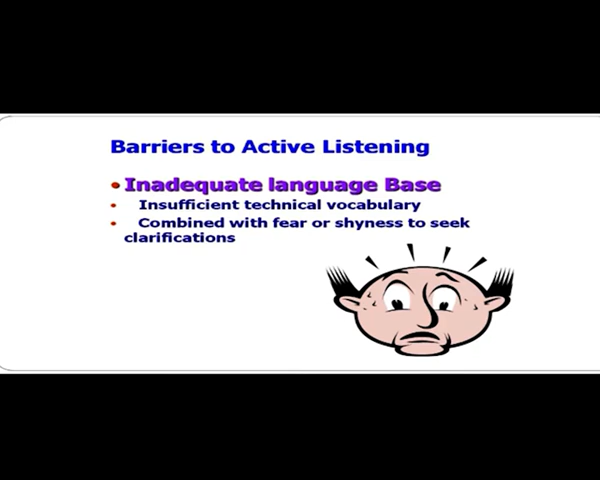 Barriers to Active Listening
• Inadequate language Base
• Insufficient technical vocabulary
• Combined with fear or shyness to seek
clarifications